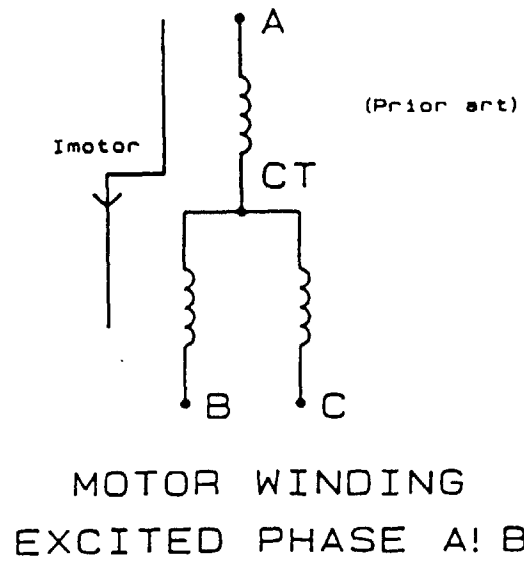 A
(Prior art)
Imotor
CT
B
C
MOTOR WINDING
EXCITED PHASE A! B